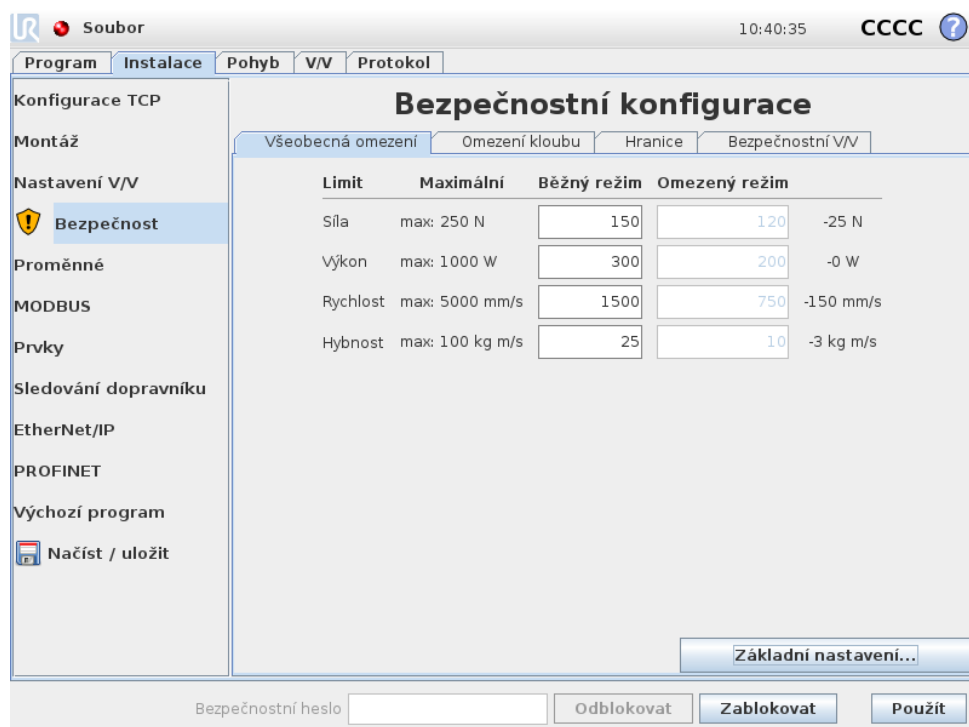 UR Soubor 10:40:35 CCCC ?
Program Instalace Pohyb V/V Protokol
Konfigurace TCP
Montáž
Nastavení V/V
Bezpečnost
Proměnné
MODBUS
Prvky
Sledování dopravníku
EtherNet/IP
PROFINET
Výchozí program
Načíst / uložit
Bezpečnostní konfigurace
Všeobecná omezení Omezení kloubu Hranice Bezpečnostní V/V
Limit Maximální Běžný režim Omezený režim
Síla max: 250 N 150 120 -25 N
Výkon max: 1000 W 300 200 -0 W
Rychlost max: 5000 mm/s 1500 750 -150 mm/s
Hybnost max: 100 kg m/s 25 10 -3 kg m/s
Základní nastavení...
Bezpečnostní heslo Odblokovat Zablokovat Použít